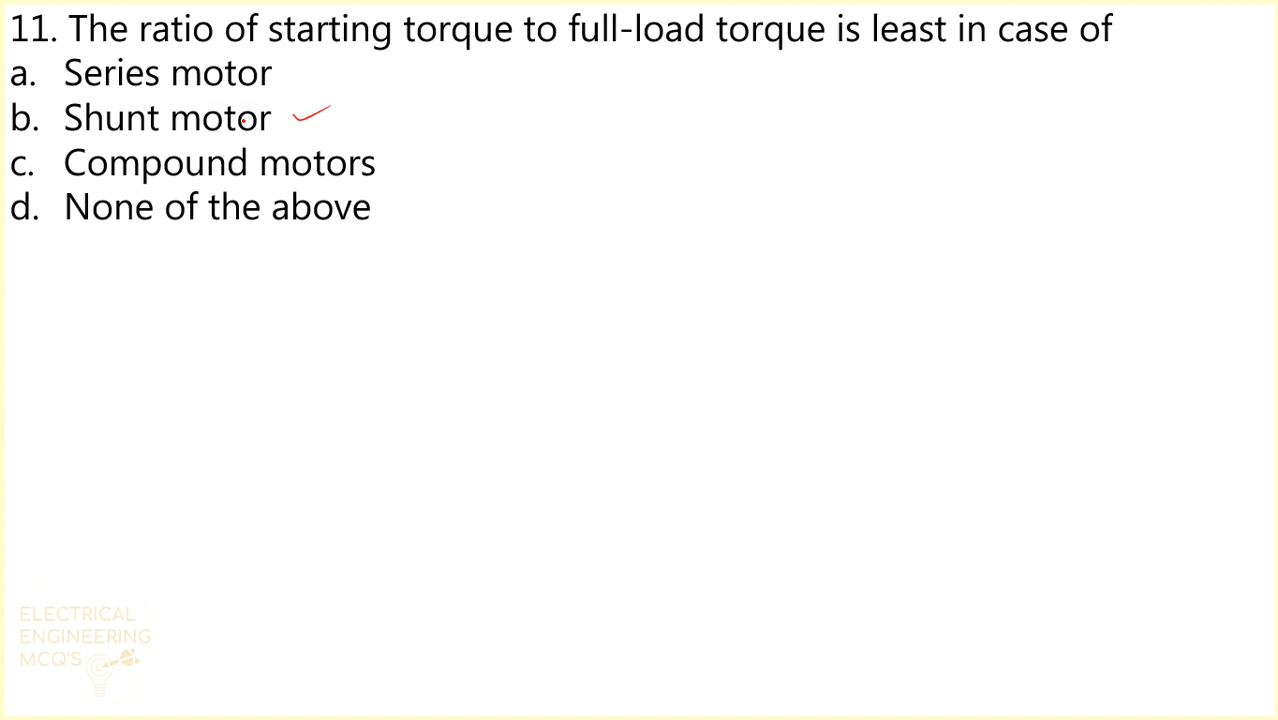 11. The ratio of starting torque to full-load torque is least in case of
a. Series motor
b. Shunt motor
c. Compound motors
d. None of the above
ELECTRICAL
ENGINEERING
MCQ'S